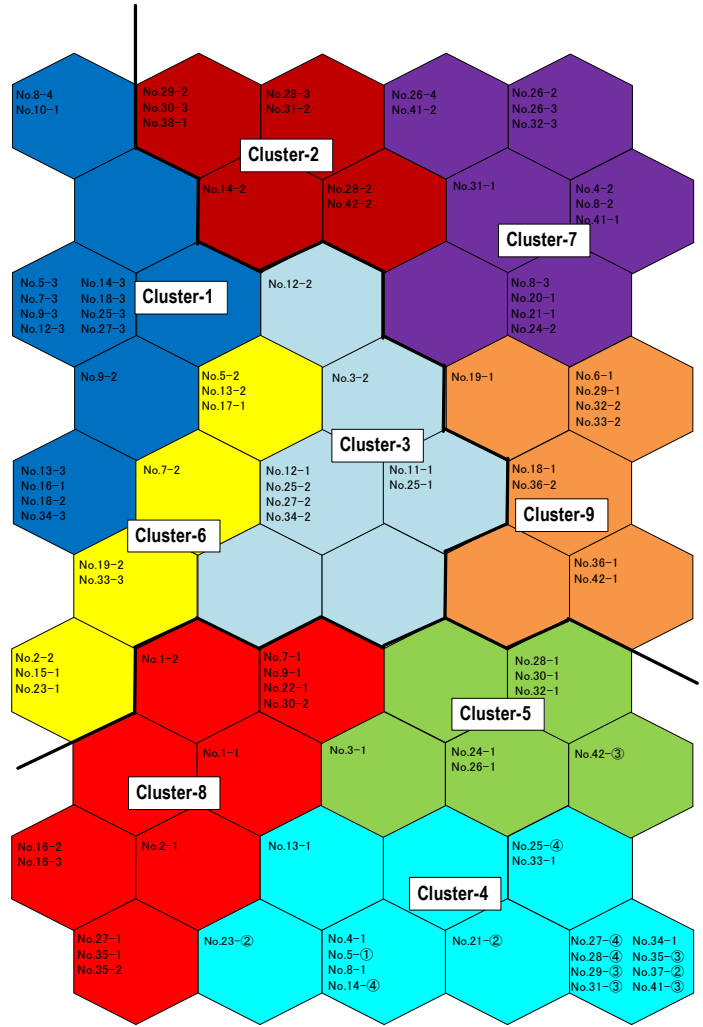 No.8-4
No.10-1
No.29-2
No.30-3
No.38-1
No.28-3
No.31-2
No.26-4
No.41-2
No.26-2
No.26-3
No.32-3
Cluster-2
No.14-2
No.28-2
No.42-2
No.31-1
No.4-2
No.8-2
No.41-1
Cluster-7
No.5-3 No.14-3
No.7-3 No.18-3
No.9-3 No.25-3
No.12-3 No.27-3
Cluster-1
No.12-2
No.8-3
No.20-1
No.21-1
No.24-2
No.9-2
No.5-2
No.13-2
No.17-1
No.3-2
No.19-1
No.6-1
No.29-1
No.32-2
No.33-2
Cluster-3
No.13-3
No.16-1
No.18-2
No.34-3
No.7-2
No.12-1
No.25-2
No.27-2
No.34-2
No.11-1
No.25-1
No.18-1
No.36-2
Cluster-6
Cluster-9
No.19-2
No.33-3
No.36-1
No.42-1
No.2-2
No.15-1
No.23-1
No.1-2
No.7-1
No.9-1
No.22-1
No.30-2
No.28-1
No.30-1
No.32-1
Cluster-5
No.1-1
No.3-1
No.24-1
No.26-1
No.42-③
Cluster-8
No.16-2
No.16-3
No.2-1
No.13-1
No.25-④
No.33-1
Cluster-4
No.27-1
No.35-1
No.35-2
No.23-②
No.4-1
No.5-①
No.8-1
No.14-④
No.21-②
No.27-④ No.34-1
No.28-④ No.35-③
No.29-③ No.37-②
No.31-③ No.41-③